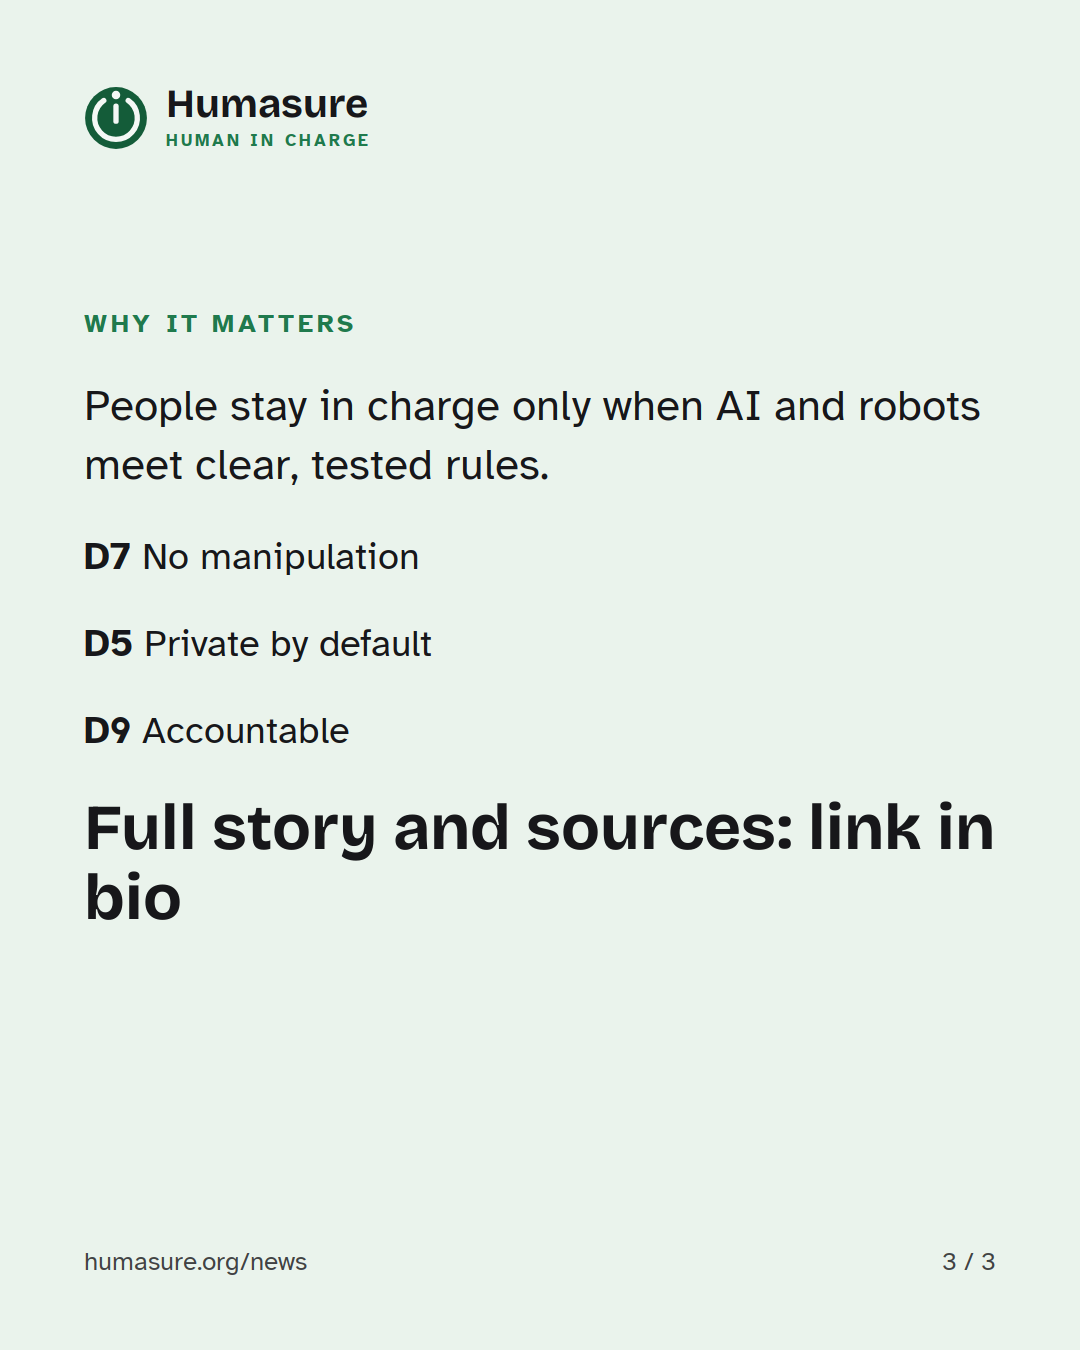 Humasure
HUMAN IN CHARGE
WHY IT MATTERS
People stay in charge only when AI and robots
meet clear, tested rules.
D7 No manipulation
D5 Private by default
D9 Accountable
Full story and sources: link in
bio
humasure.org/news
3 / 3